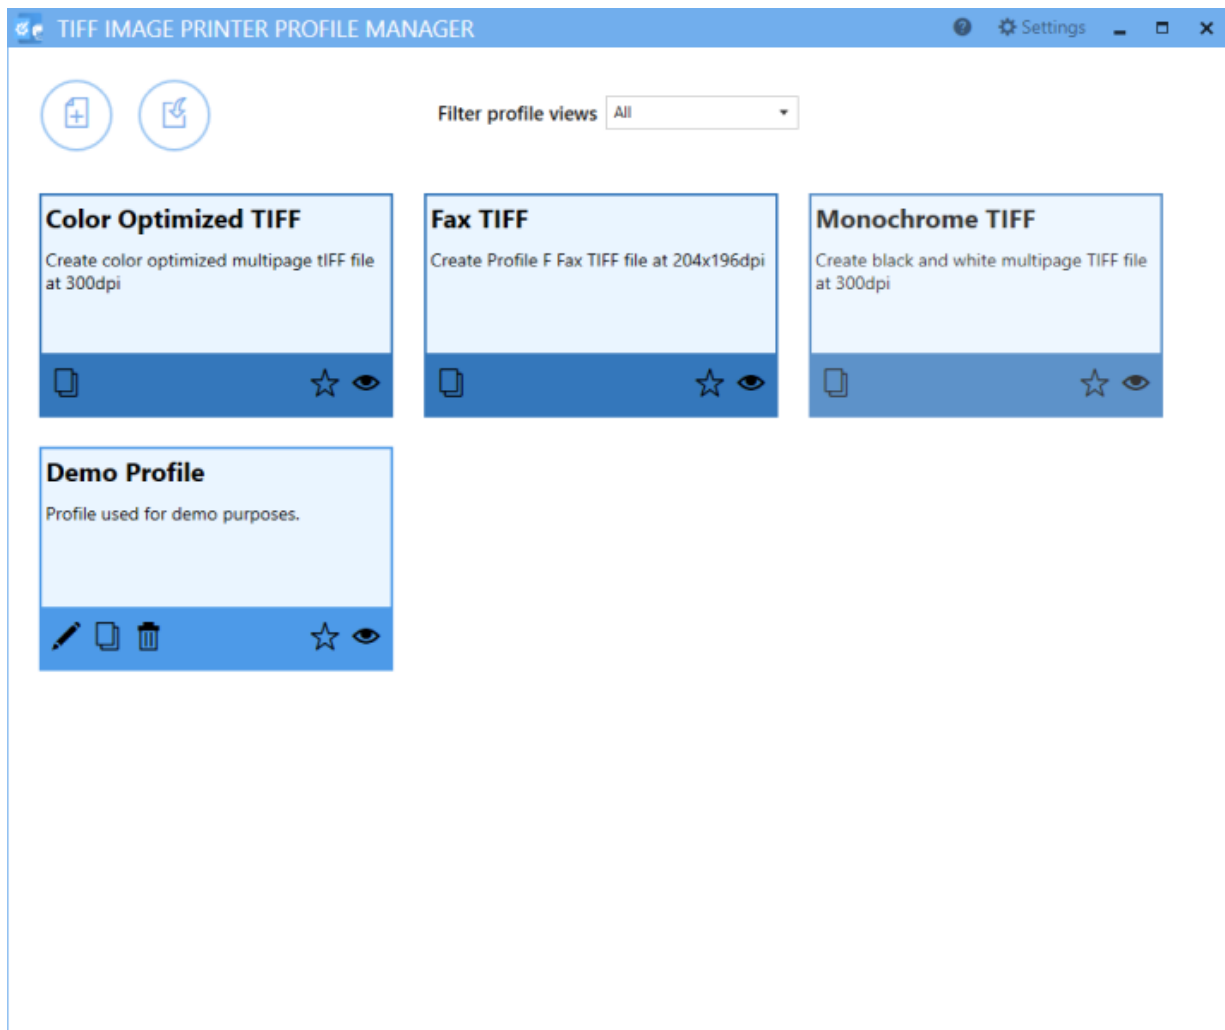 TIFF IMAGE PRINTER PROFILE MANAGER
Settings
Filter profile views All
Color Optimized TIFF
Create color optimized multipage tIFF file
at 300dpi
Fax TIFF
Create Profile F Fax TIFF file at 204x196dpi
Monochrome TIFF
Create black and white multipage TIFF file
at 300dpi
Demo Profile
Profile used for demo purposes.